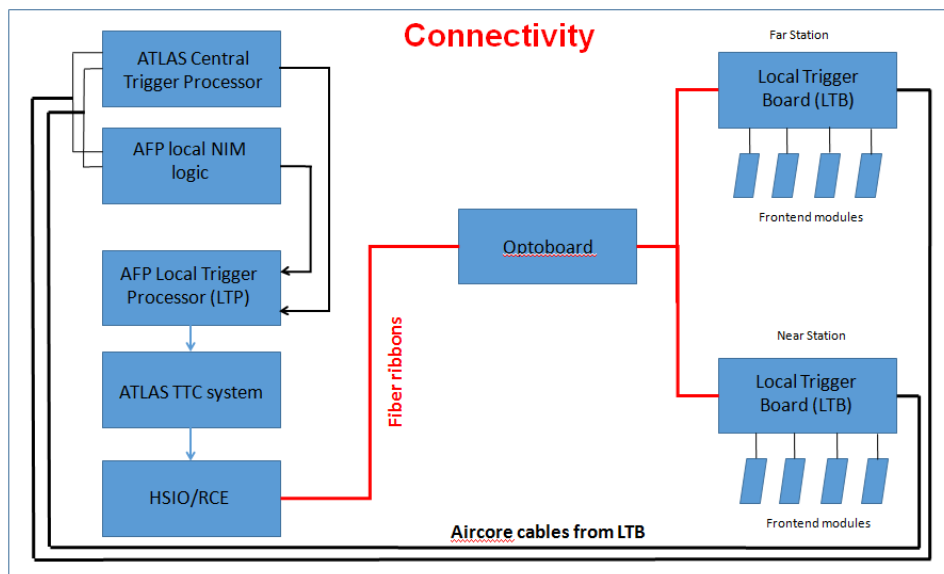 Connectivity
ATLAS Central
Trigger Processor
AFP local NIM
logic
AFP Local Trigger
Processor (LTP)
ATLAS TTC system
HSIO/RCE
Fiber ribbons
Optoboard
Far Station
Local Trigger
Board (LTB)
Frontend modules
Near Station
Local Trigger
Board (LTB)
Frontend modules
Aircore cables from LTB